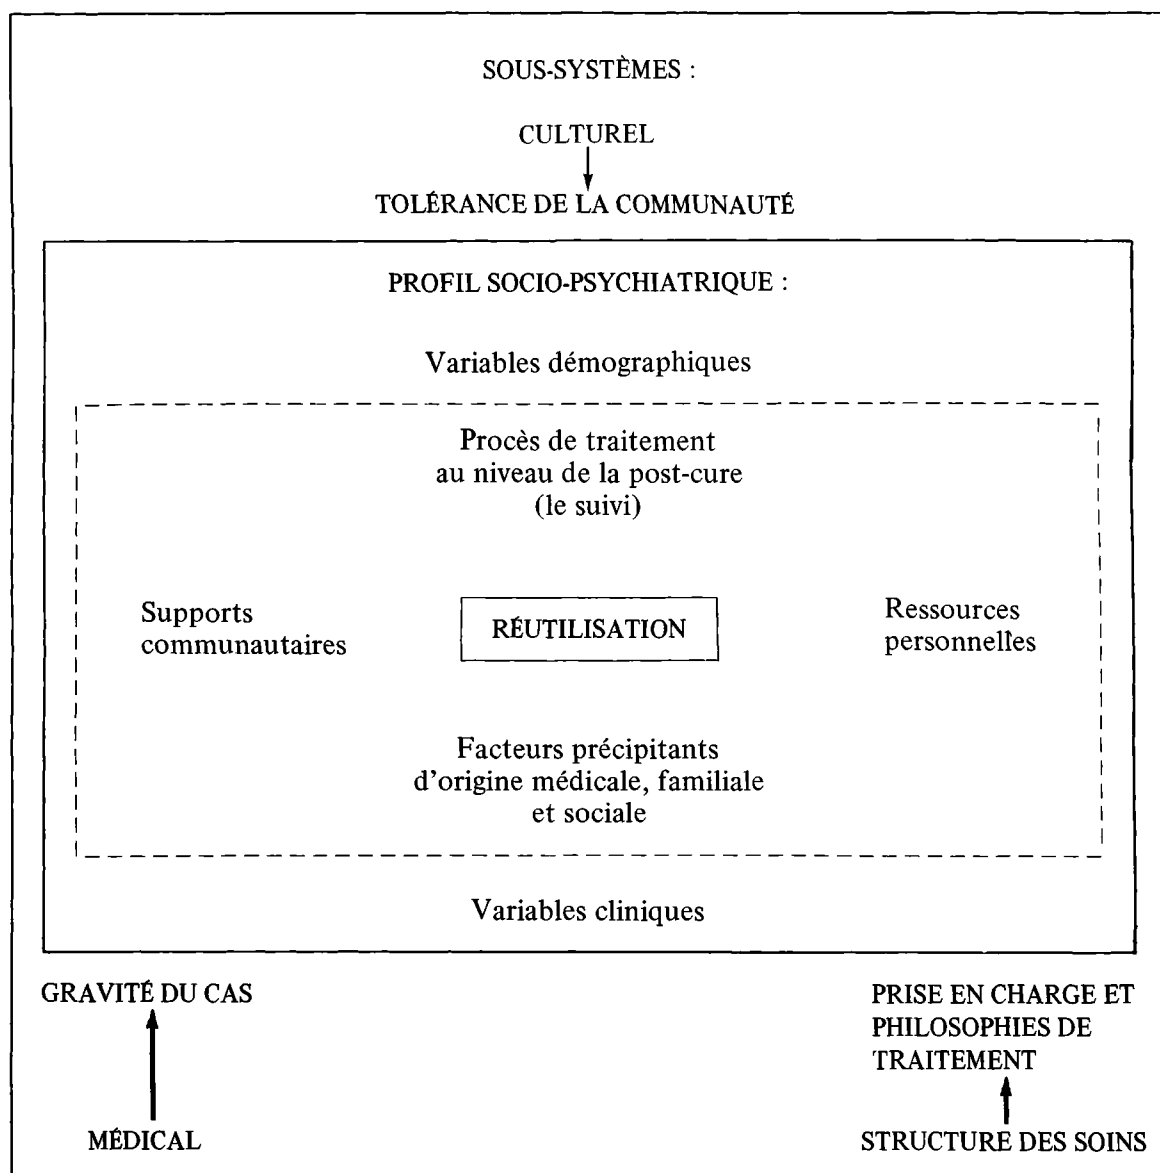 SOUS-SYSTÈMES :
CULTUREL
TOLÉRANCE DE LA COMMUNAUTÉ
PROFIL SOCIO-PSYCHIATRIQUE :
Variables démographiques
Procès de traitement
au niveau de la post-cure
(le suivi)
Supports
communautaires
RÉUTILISATION
Ressources
personnelles
Facteurs précipitants
d'origine médicale, familiale
et sociale
Variables cliniques
GRAVITÉ DU CAS
MÉDICAL
PRISE EN CHARGE ET
PHILOSOPHIES DE
TRAITEMENT
STRUCTURE DES SOINS